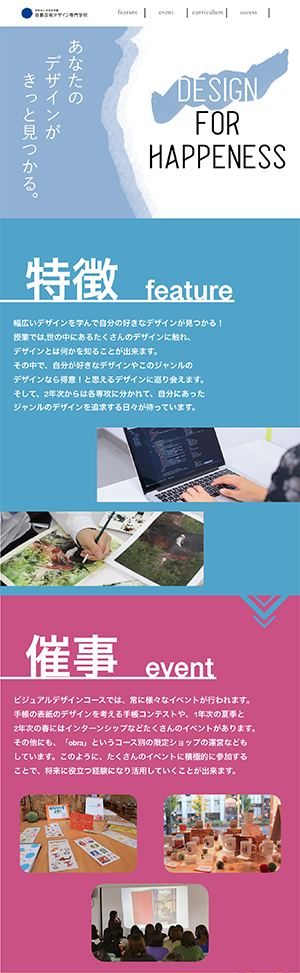 京都芸術デザイン専門学校
feature
event
curriculum
access
あなたの
デザインが
きっと見つかる。
DESIGN
FOR
HAPPENESS
特徴 feature
幅広いデザインを学んで自分の好きなデザインが見つかる！
授業では,世の中にあるたくさんのデザインに触れ、
デザインとは何かを知ることが出来ます。
その中で、自分が好きなデザインやこのジャンルの
デザインなら得意！と思えるデザインに巡り会えます。
そして、2年次からは各専攻に分かれて、自分にあった
ジャンルのデザインを追求する日々が待っています。
催事 event
ビジュアルデザインコースでは、常に様々なイベントが行われます。
手帳の表紙のデザインを考える手帳コンテストや、1年次の夏季と
2年次の春にはインターンシップなどたくさんのイベントがあります。
その他にも、「obra」というコース別の限定ショップの運営なども
しています。このように、たくさんのイベントに積極的に参加する
ことで、将来に役立つ経験になり活用していくことが出来ます。